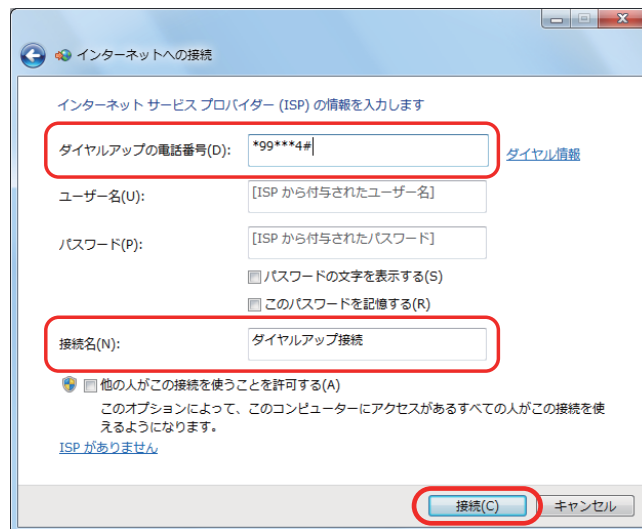 インターネットへの接続
インターネット サービス プロバイダー (ISP) の情報を入力します
ダイヤルアップの電話番号(D): *99***4# ダイヤル情報
ユーザー名(U): [ISP から付与されたユーザー名]
パスワード(P): [ISP から付与されたパスワード]
パスワードの文字を表示する(S)
このパスワードを記憶する(R)
接続名(N): ダイヤルアップ接続
他の人がこの接続を使うことを許可する(A)
このオプションによって、このコンピューターにアクセスがあるすべての人がこの接続を使
えるようになります。
ISP がありません
接続(C) キャンセル